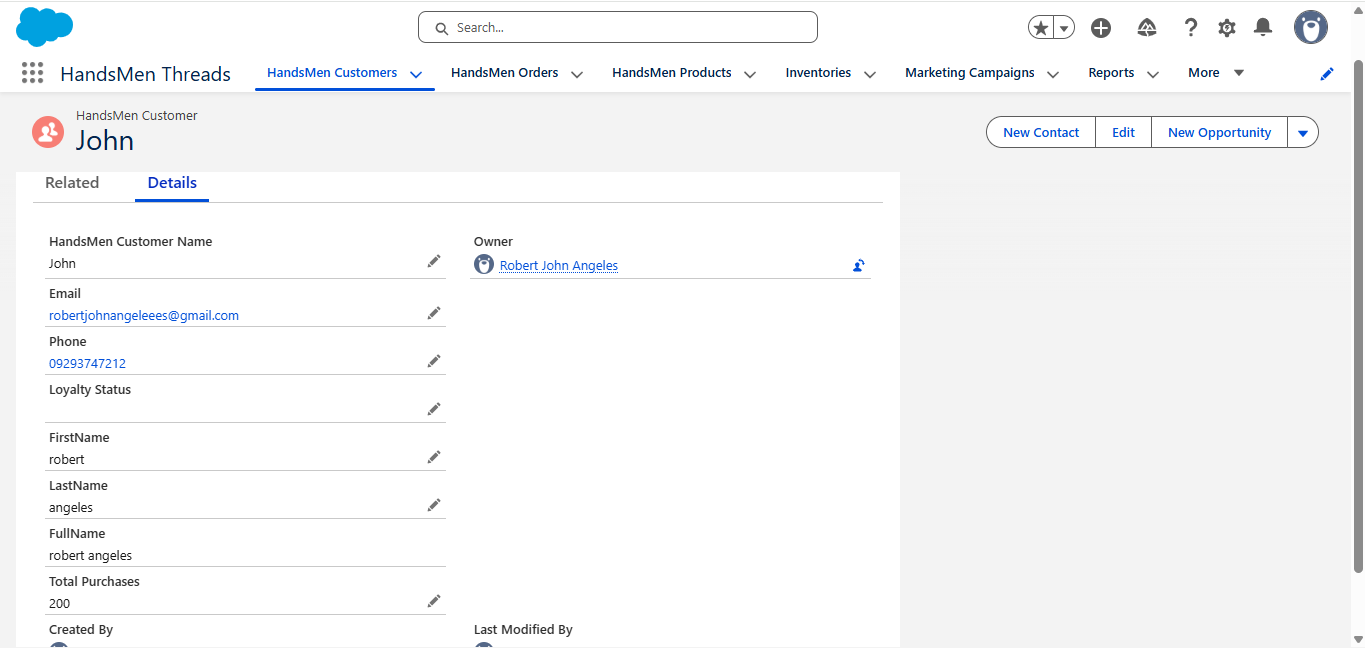 Search...
HandsMen Threads
HandsMen Customers
HandsMen Orders
HandsMen Products
Inventories
Marketing Campaigns
Reports
More
HandsMen Customer
John
New Contact
Edit
New Opportunity
Related
Details
HandsMen Customer Name
John
Owner
Robert John Angeles
Email
robertjohnangeleees@gmail.com
Phone
09293747212
Loyalty Status
FirstName
robert
LastName
angeles
FullName
robert angeles
Total Purchases
200
Created By
Last Modified By